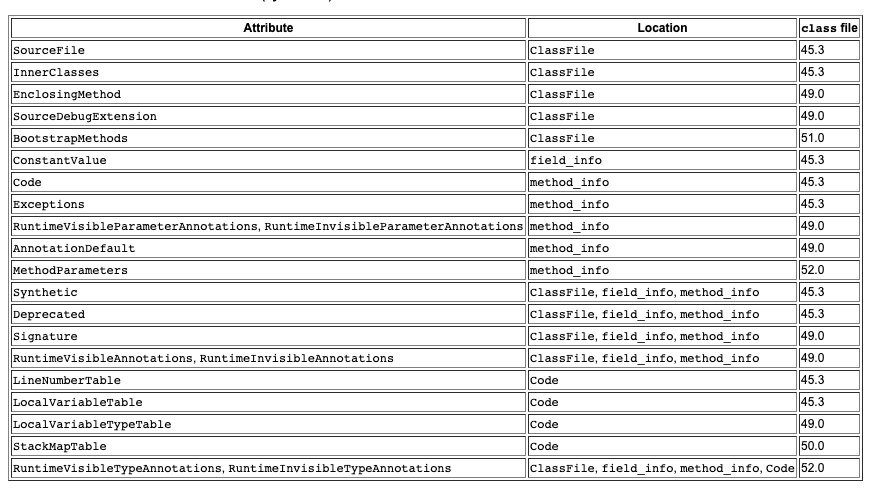 Attribute Location class file
SourceFile ClassFile 45.3
InnerClasses ClassFile 45.3
EnclosingMethod ClassFile 49.0
SourceDebugExtension ClassFile 49.0
BootstrapMethods ClassFile 51.0
ConstantValue field_info 45.3
Code method_info 45.3
Exceptions method_info 45.3
RuntimeVisibleParameterAnnotations, RuntimeInvisibleParameterAnnotations method_info 49.0
AnnotationDefault method_info 49.0
MethodParameters method_info 52.0
Synthetic ClassFile, field_info, method_info 45.3
Deprecated ClassFile, field_info, method_info 45.3
Signature ClassFile, field_info, method_info 49.0
RuntimeVisibleAnnotations, RuntimeInvisibleAnnotations ClassFile, field_info, method_info 49.0
LineNumberTable Code 45.3
LocalVariableTable Code 45.3
LocalVariableTypeTable Code 49.0
StackMapTable Code 50.0
RuntimeVisibleTypeAnnotations, RuntimeInvisibleTypeAnnotations ClassFile, field_info, method_info, Code 52.0